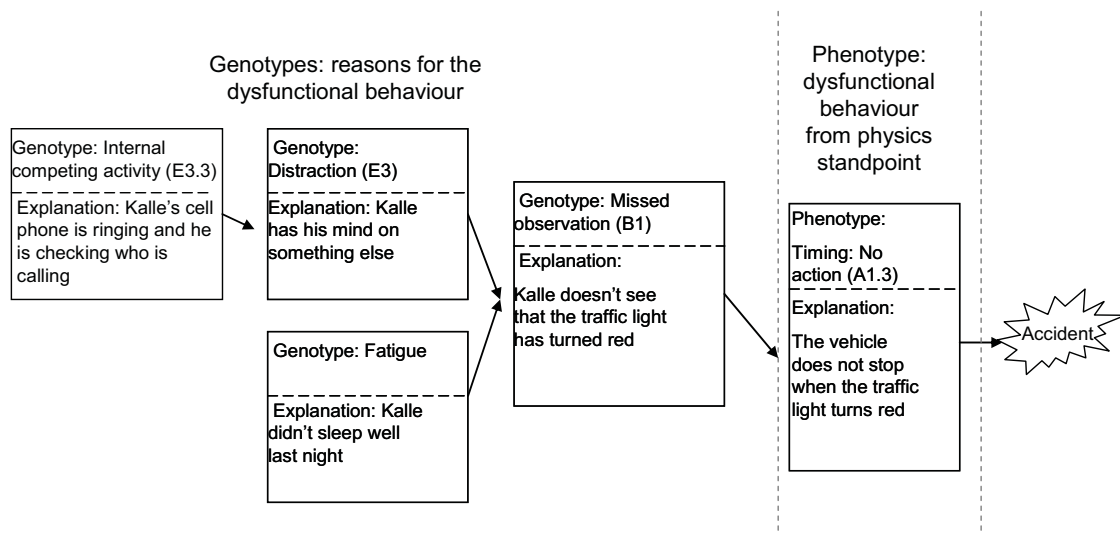 Genotypes: reasons for the
dysfunctional behaviour
Phenotype:
dysfunctional
behaviour
from physics
standpoint
Genotype: Internal
competing activity (E3.3)
Explanation: Kalle's cell
phone is ringing and he
is checking who is
calling
Genotype:
Distraction (E3)
Explanation: Kalle
has his mind on
something else
Genotype: Fatigue
Explanation: Kalle
didn't sleep well
last night
Genotype: Missed
observation (B1)
Explanation:
Kalle doesn't see
that the traffic light
has turned red
Phenotype:
Timing: No
action (A1.3)
Explanation:
The vehicle
does not stop
when the traffic
light turns red
Accident